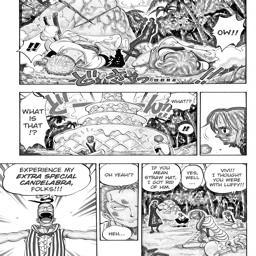 OW!!
!!
WHAT
IS
THAT
!?
WHAT?!
!!
VIVI!
I THOUGHT
YOU WERE
WITH LUFFY!!
YES,
WELL...
IF YOU
MEAN
STRAW HAT,
I GOT
RID OF
HIM.
OH YEAH!?
HEH...
EXPERIENCE MY
EXTRA SPECIAL
CANDELABRA,
FOLKS!!!